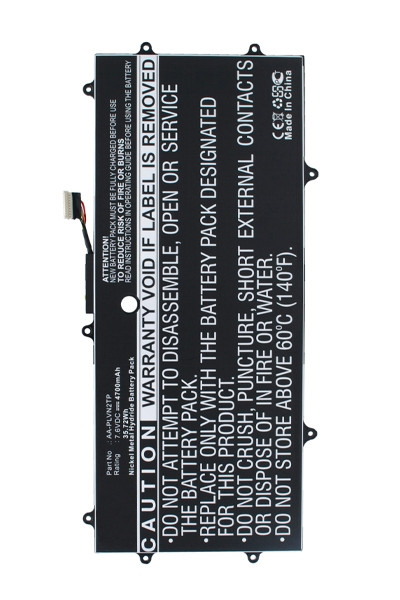 ATTENTION!
NEW BATTERY PACK MUST BE FULLY CHARGED BEFORE USE
TO REDUCE RISK OF FIRE OR BURNS
READ INSTRUCTIONS IN OPERATORS GUIDE BEFORE USING THE BATTERY
Part No : AA-PLVN2TP
Rating : 7.6VDC 4700mAh
35.72Wh
Nickel Metal Hydride Battery Pack
CAUTION WARRANTY VOID IF LABEL IS REMOVED
•DO NOT ATTEMPT TO DISASSEMBLE, OPEN OR SERVICE
THE BATTERY PACK.
•REPLACE ONLY WITH THE BATTERY PACK DESIGNATED
FOR THIS PRODUCT.
•DO NOT CRUSH, PUNCTURE, SHORT EXTERNAL CONTACTS
OR DISPOSE OF, IN FIRE OR WATER.
•DO NOT STORE ABOVE 60°C (140°F).
CE
Made In China